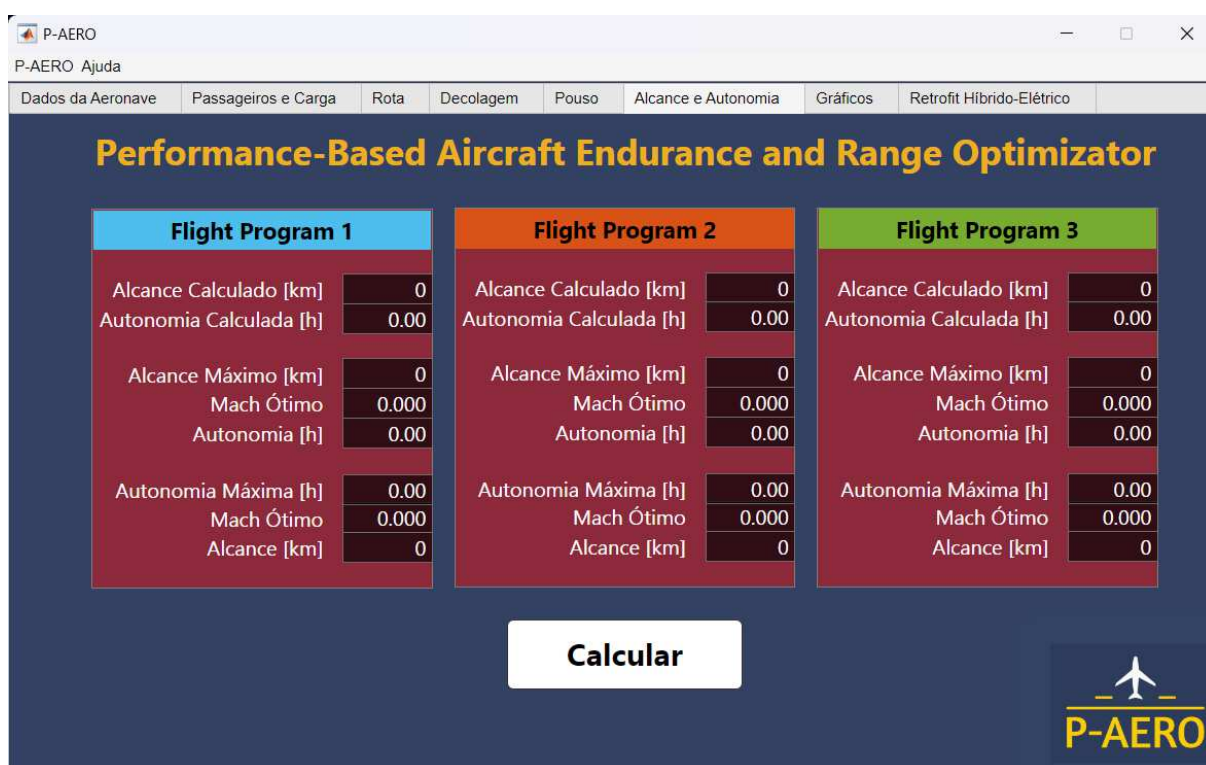 P-AERO
P-AERO Ajuda
Dados da Aeronave Passageiros e Carga Rota Decolagem Pouso Alcance e Autonomia Gráficos Retrofit Híbrido-Elétrico
Performance-Based Aircraft Endurance and Range Optimizator
Flight Program 1
Alcance Calculado [km] 0
Autonomia Calculada [h] 0.00
Alcance Máximo [km] 0
Mach Ótimo 0.000
Autonomia [h] 0.00
Autonomia Máxima [h] 0.00
Mach Ótimo 0.000
Alcance [km] 0
Flight Program 2
Alcance Calculado [km] 0
Autonomia Calculada [h] 0.00
Alcance Máximo [km] 0
Mach Ótimo 0.000
Autonomia [h] 0.00
Autonomia Máxima [h] 0.00
Mach Ótimo 0.000
Alcance [km] 0
Flight Program 3
Alcance Calculado [km] 0
Autonomia Calculada [h] 0.00
Alcance Máximo [km] 0
Mach Ótimo 0.000
Autonomia [h] 0.00
Autonomia Máxima [h] 0.00
Mach Ótimo 0.000
Alcance [km] 0
Calcular
P-AERO